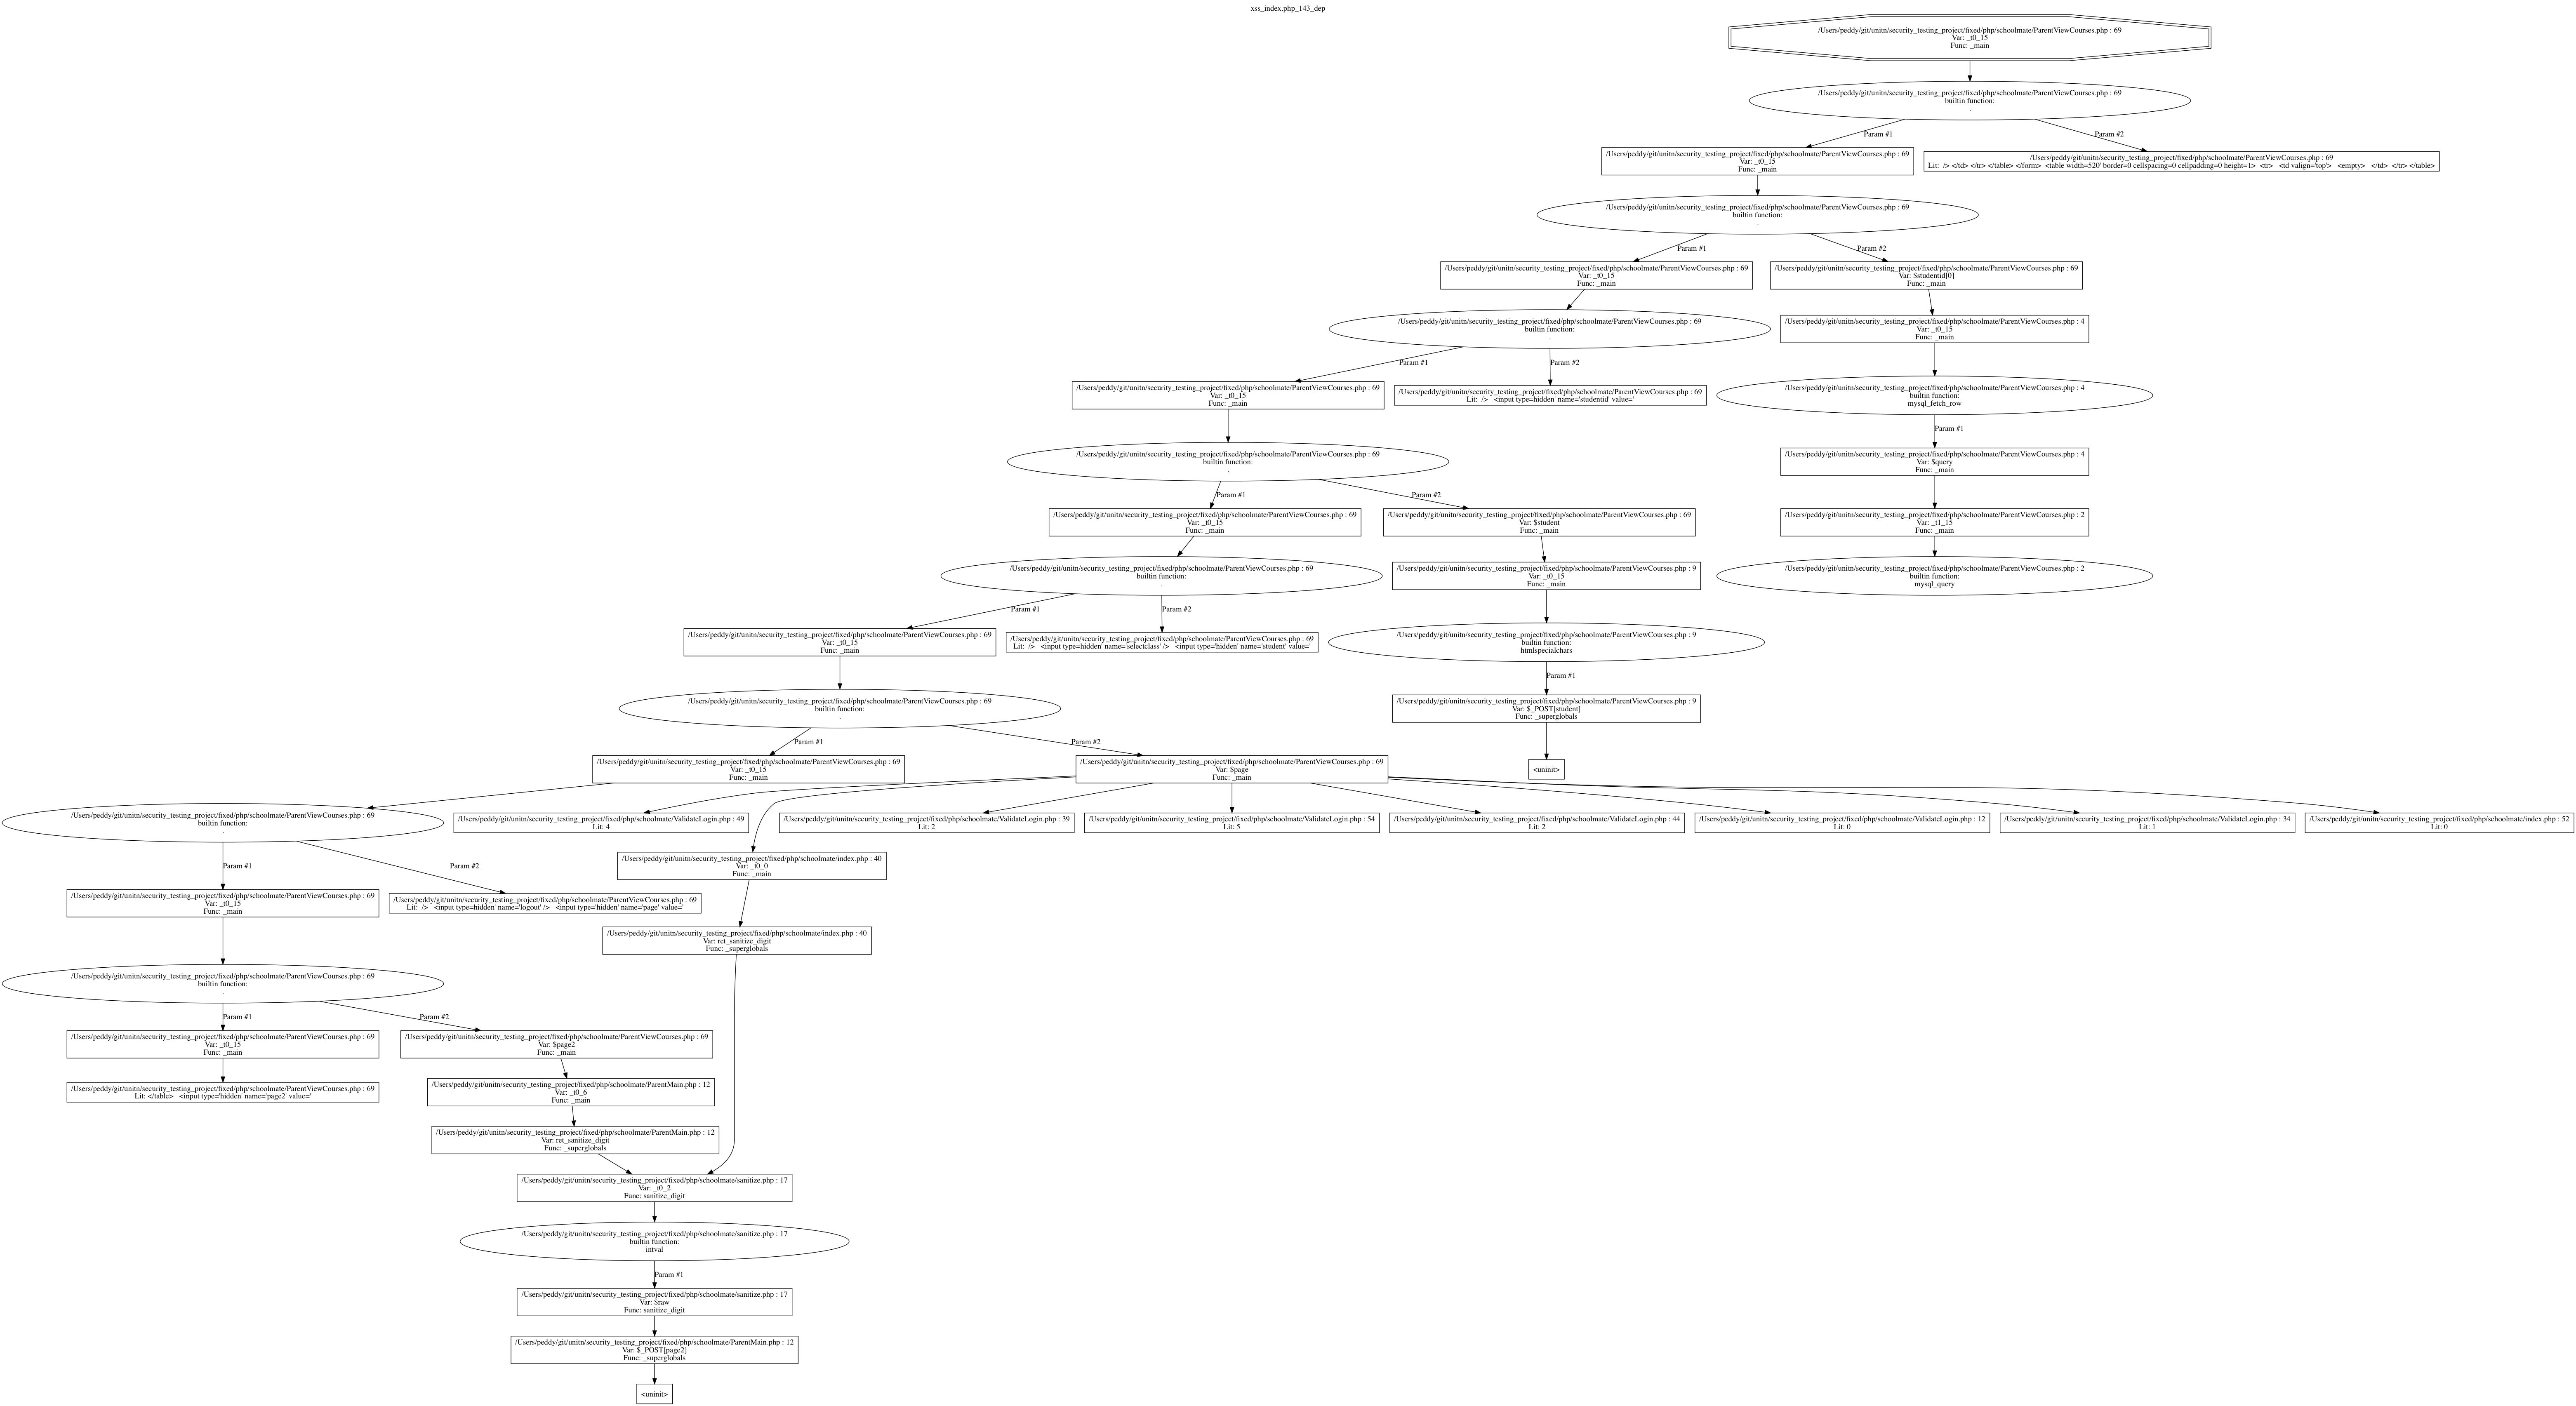 xss_index.php_143_dep
/Users/peddy/git/unitn/security_testing_project/fixed/php/schoolmate/ParentViewCourses.php : 69
Var: _t0_15
Func: _main
/Users/peddy/git/unitn/security_testing_project/fixed/php/schoolmate/ParentViewCourses.php : 69
builtin function:
.
Param #1
Param #2
/Users/peddy/git/unitn/security_testing_project/fixed/php/schoolmate/ParentViewCourses.php : 69
Var: _t0_15
Func: _main
/Users/peddy/git/unitn/security_testing_project/fixed/php/schoolmate/ParentViewCourses.php : 69
Lit:  /> </td> </tr> </table> </form>  <table width=520' border=0 cellspacing=0 cellpadding=0 height=1>  <tr>   <td valign='top'>   <empty>   </td>  </tr> </table>
/Users/peddy/git/unitn/security_testing_project/fixed/php/schoolmate/ParentViewCourses.php : 69
builtin function:
.
Param #1
Param #2
/Users/peddy/git/unitn/security_testing_project/fixed/php/schoolmate/ParentViewCourses.php : 69
Var: _t0_15
Func: _main
/Users/peddy/git/unitn/security_testing_project/fixed/php/schoolmate/ParentViewCourses.php : 69
Var: $studentid[0]
Func: _main
/Users/peddy/git/unitn/security_testing_project/fixed/php/schoolmate/ParentViewCourses.php : 69
builtin function:
.
/Users/peddy/git/unitn/security_testing_project/fixed/php/schoolmate/ParentViewCourses.php : 4
Var: _t0_15
Func: _main
Param #1
Param #2
/Users/peddy/git/unitn/security_testing_project/fixed/php/schoolmate/ParentViewCourses.php : 69
Var: _t0_15
Func: _main
/Users/peddy/git/unitn/security_testing_project/fixed/php/schoolmate/ParentViewCourses.php : 69
Lit:  />   <input type=hidden' name='studentid' value='
/Users/peddy/git/unitn/security_testing_project/fixed/php/schoolmate/ParentViewCourses.php : 4
builtin function:
mysql_fetch_row
Param #1
/Users/peddy/git/unitn/security_testing_project/fixed/php/schoolmate/ParentViewCourses.php : 69
builtin function:
.
/Users/peddy/git/unitn/security_testing_project/fixed/php/schoolmate/ParentViewCourses.php : 4
Var: $query
Func: _main
Param #1
Param #2
/Users/peddy/git/unitn/security_testing_project/fixed/php/schoolmate/ParentViewCourses.php : 69
Var: _t0_15
Func: _main
/Users/peddy/git/unitn/security_testing_project/fixed/php/schoolmate/ParentViewCourses.php : 69
Var: $student
Func: _main
/Users/peddy/git/unitn/security_testing_project/fixed/php/schoolmate/ParentViewCourses.php : 2
Var: _t1_15
Func: _main
/Users/peddy/git/unitn/security_testing_project/fixed/php/schoolmate/ParentViewCourses.php : 69
builtin function:
.
/Users/peddy/git/unitn/security_testing_project/fixed/php/schoolmate/ParentViewCourses.php : 9
Var: _t0_15
Func: _main
/Users/peddy/git/unitn/security_testing_project/fixed/php/schoolmate/ParentViewCourses.php : 2
builtin function:
mysql_query
Param #1
Param #2
/Users/peddy/git/unitn/security_testing_project/fixed/php/schoolmate/ParentViewCourses.php : 69
Var: _t0_15
Func: _main
/Users/peddy/git/unitn/security_testing_project/fixed/php/schoolmate/ParentViewCourses.php : 69
Lit:  />   <input type='hidden' name='selectclass' />   <input type='hidden' name='student' value='
/Users/peddy/git/unitn/security_testing_project/fixed/php/schoolmate/ParentViewCourses.php : 9
builtin function:
htmlspecialchars
Param #1
/Users/peddy/git/unitn/security_testing_project/fixed/php/schoolmate/ParentViewCourses.php : 69
builtin function:
.
/Users/peddy/git/unitn/security_testing_project/fixed/php/schoolmate/ParentViewCourses.php : 9
Var: $_POST[student]
Func: _superglobals
Param #1
Param #2
/Users/peddy/git/unitn/security_testing_project/fixed/php/schoolmate/ParentViewCourses.php : 69
Var: _t0_15
Func: _main
/Users/peddy/git/unitn/security_testing_project/fixed/php/schoolmate/ParentViewCourses.php : 69
Var: $page
Func: _main
<uninit>
/Users/peddy/git/unitn/security_testing_project/fixed/php/schoolmate/ParentViewCourses.php : 69
builtin function:
.
/Users/peddy/git/unitn/security_testing_project/fixed/php/schoolmate/ValidateLogin.php : 49
Lit: 4
/Users/peddy/git/unitn/security_testing_project/fixed/php/schoolmate/ValidateLogin.php : 39
Lit: 2
/Users/peddy/git/unitn/security_testing_project/fixed/php/schoolmate/ValidateLogin.php : 54
Lit: 5
/Users/peddy/git/unitn/security_testing_project/fixed/php/schoolmate/ValidateLogin.php : 44
Lit: 2
/Users/peddy/git/unitn/security_testing_project/fixed/php/schoolmate/ValidateLogin.php : 12
Lit: 0
/Users/peddy/git/unitn/security_testing_project/fixed/php/schoolmate/ValidateLogin.php : 34
Lit: 1
/Users/peddy/git/unitn/security_testing_project/fixed/php/schoolmate/index.php : 52
Lit: 0
Param #1
Param #2
/Users/peddy/git/unitn/security_testing_project/fixed/php/schoolmate/index.php : 40
Var: _t0_0
Func: _main
/Users/peddy/git/unitn/security_testing_project/fixed/php/schoolmate/ParentViewCourses.php : 69
Var: _t0_15
Func: _main
/Users/peddy/git/unitn/security_testing_project/fixed/php/schoolmate/ParentViewCourses.php : 69
Lit:  />   <input type=hidden' name='logout' />   <input type='hidden' name='page' value='
/Users/peddy/git/unitn/security_testing_project/fixed/php/schoolmate/index.php : 40
Var: ret_sanitize_digit
Func: _superglobals
/Users/peddy/git/unitn/security_testing_project/fixed/php/schoolmate/ParentViewCourses.php : 69
builtin function:
.
Param #1
Param #2
/Users/peddy/git/unitn/security_testing_project/fixed/php/schoolmate/ParentViewCourses.php : 69
Var: _t0_15
Func: _main
/Users/peddy/git/unitn/security_testing_project/fixed/php/schoolmate/ParentViewCourses.php : 69
Var: $page2
Func: _main
/Users/peddy/git/unitn/security_testing_project/fixed/php/schoolmate/ParentViewCourses.php : 69
Lit: </table>   <input type='hidden' name='page2' value='
/Users/peddy/git/unitn/security_testing_project/fixed/php/schoolmate/ParentMain.php : 12
Var: _t0_6
Func: _main
/Users/peddy/git/unitn/security_testing_project/fixed/php/schoolmate/ParentMain.php : 12
Var: ret_sanitize_digit
Func: _superglobals
/Users/peddy/git/unitn/security_testing_project/fixed/php/schoolmate/sanitize.php : 17
Var: _t0_2
Func: sanitize_digit
/Users/peddy/git/unitn/security_testing_project/fixed/php/schoolmate/sanitize.php : 17
builtin function:
intval
Param #1
/Users/peddy/git/unitn/security_testing_project/fixed/php/schoolmate/sanitize.php : 17
Var: $raw
Func: sanitize_digit
/Users/peddy/git/unitn/security_testing_project/fixed/php/schoolmate/ParentMain.php : 12
Var: $_POST[page2]
Func: _superglobals
<uninit>